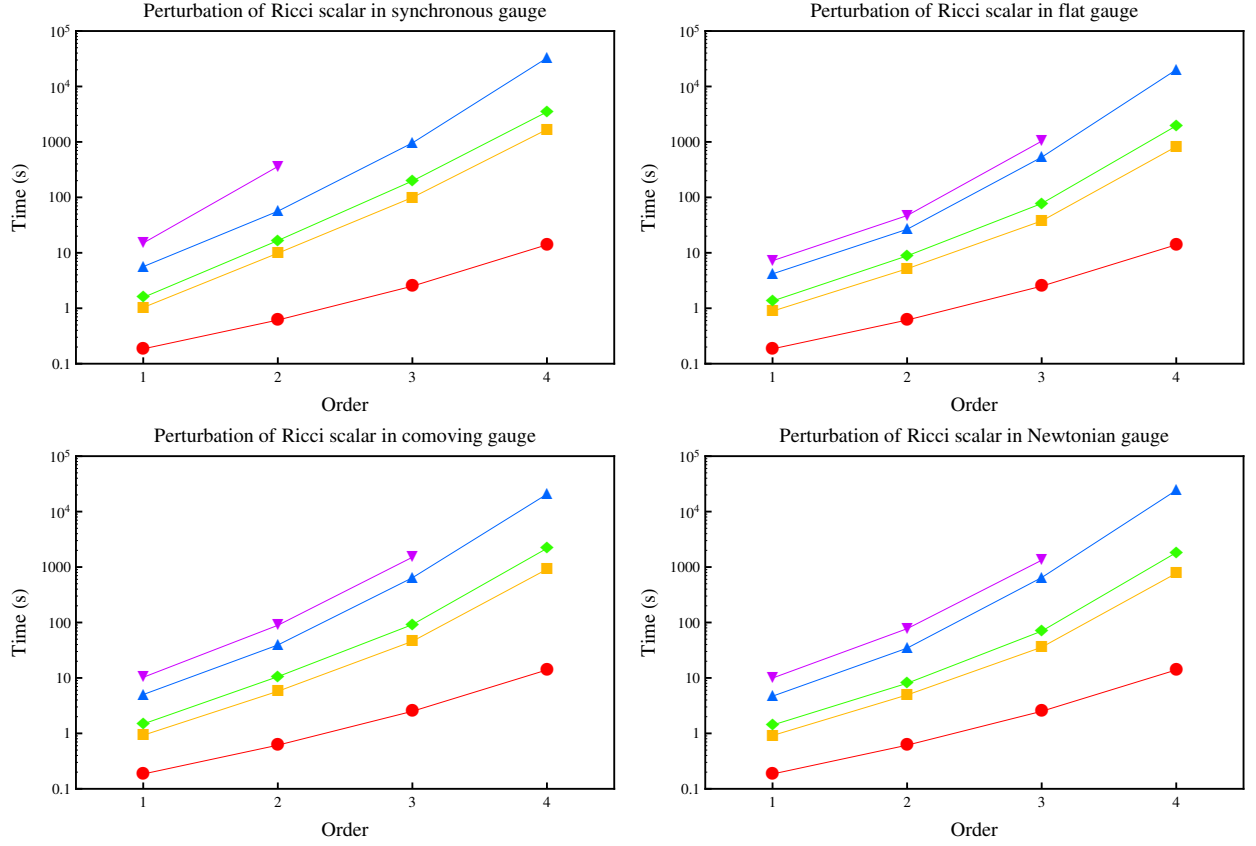 Perturbation of Ricci scalar in synchronous gauge
10^5
10^4
1000
100
10
1
0.1
Time (s)
1 2 3 4
Order
Perturbation of Ricci scalar in flat gauge
10^5
10^4
1000
100
10
1
0.1
Time (s)
1 2 3 4
Order
Perturbation of Ricci scalar in comoving gauge
10^5
10^4
1000
100
10
1
0.1
Time (s)
1 2 3 4
Order
Perturbation of Ricci scalar in Newtonian gauge
10^5
10^4
1000
100
10
1
0.1
Time (s)
1 2 3 4
Order